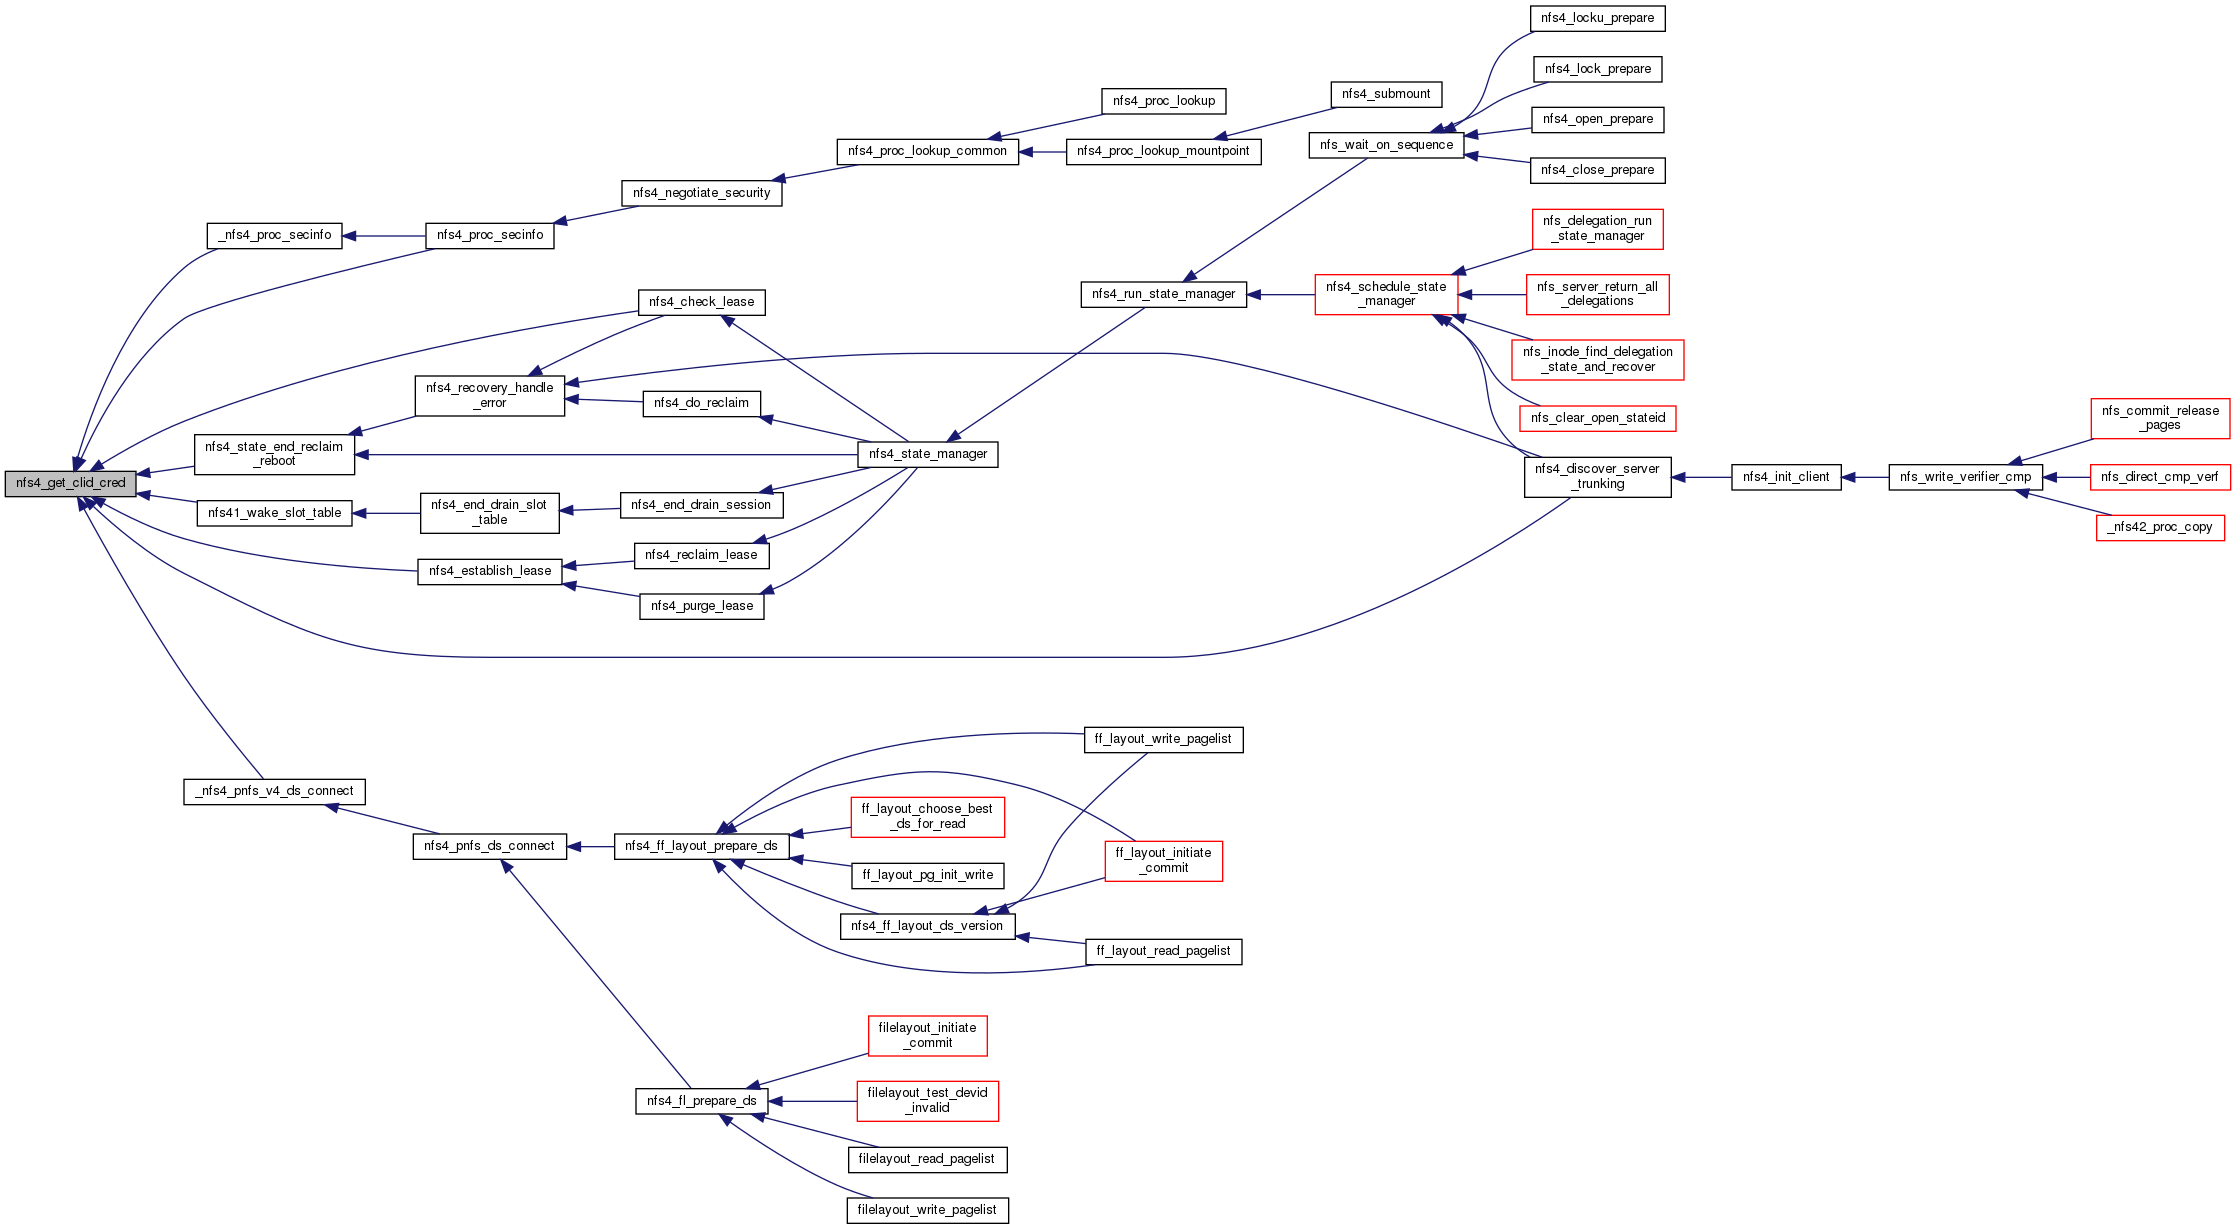 nfs4_locku_prepare
nfs4_lock_prepare
nfs4_submount
nfs4_proc_lookup
nfs4_open_prepare
nfs_wait_on_sequence
nfs4_proc_lookup_common
nfs4_proc_lookup_mountpoint
nfs4_close_prepare
nfs4_negotiate_security
_nfs4_proc_secinfo
nfs4_proc_secinfo
nfs_delegation_run
_state_manager
nfs4_check_lease
nfs4_run_state_manager
nfs4_schedule_state
_manager
nfs_server_return_all
_delegations
nfs_inode_find_delegation
_state_and_recover
nfs4_recovery_handle
_error
nfs4_do_reclaim
nfs_clear_open_stateid
nfs_commit_release
_pages
nfs4_state_end_reclaim
_reboot
nfs4_state_manager
nfs4_get_clid_cred
nfs4_discover_server
_trunking
nfs4_init_client
nfs_write_verifier_cmp
nfs_direct_cmp_verf
nfs41_wake_slot_table
nfs4_end_drain_slot
_table
nfs4_end_drain_session
_nfs42_proc_copy
nfs4_reclaim_lease
nfs4_establish_lease
nfs4_purge_lease
ff_layout_write_pagelist
_nfs4_pnfs_v4_ds_connect
ff_layout_choose_best
_ds_for_read
nfs4_pnfs_ds_connect
nfs4_ff_layout_prepare_ds
ff_layout_initiate
_commit
ff_layout_pg_init_write
nfs4_ff_layout_ds_version
ff_layout_read_pagelist
filelayout_initiate
_commit
nfs4_fl_prepare_ds
filelayout_test_devid
_invalid
filelayout_read_pagelist
filelayout_write_pagelist